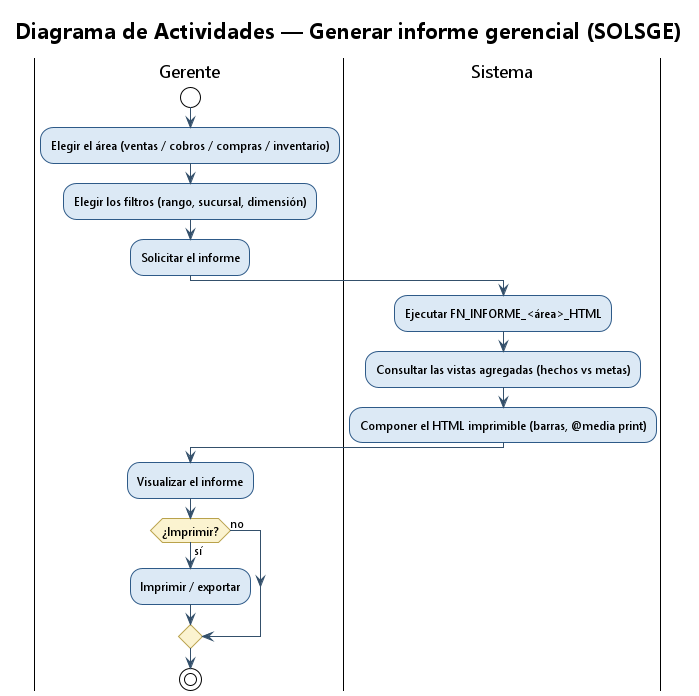 Diagrama de Actividades — Generar informe gerencial (SOLSGE)
Gerente
Sistema
Elegir el área (ventas / cobros / compras / inventario)
Elegir los filtros (rango, sucursal, dimensión)
Solicitar el informe
Ejecutar FN_INFORME_<área>_HTML
Consultar las vistas agregadas (hechos vs metas)
Componer el HTML imprimible (barras, @media print)
Visualizar el informe
¿Imprimir?
no
sí
Imprimir / exportar